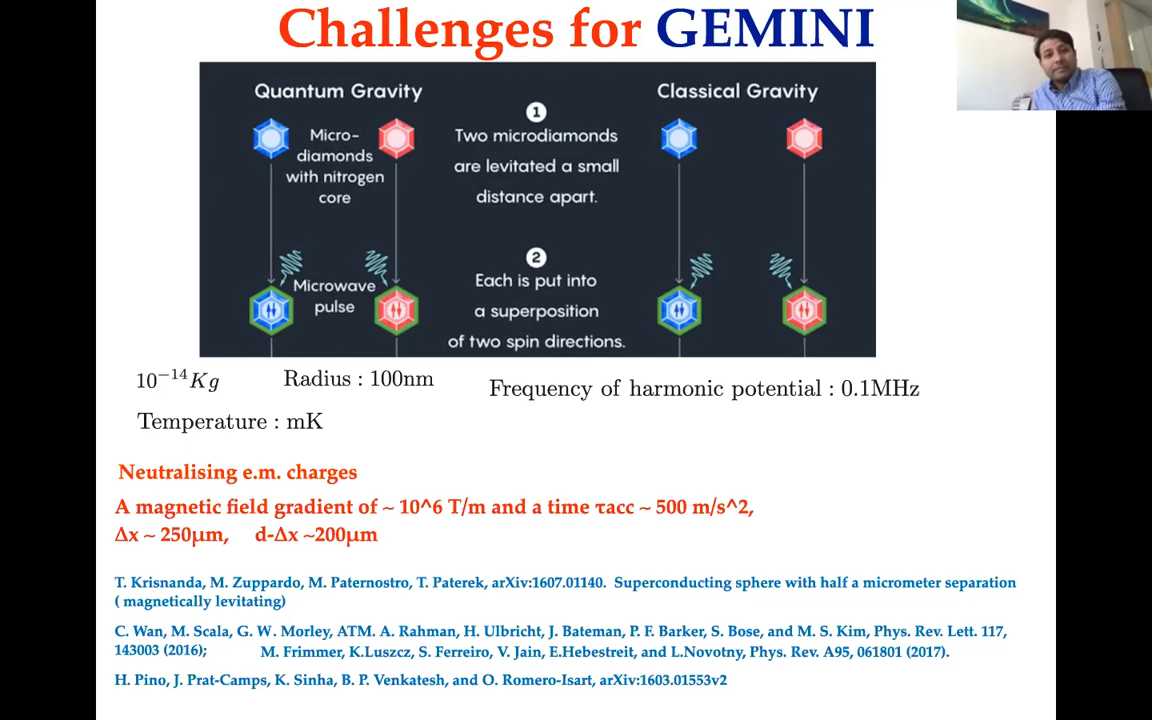 Challenges for GEMINI
Quantum Gravity
Classical Gravity
1
Micro-
diamonds
with nitrogen
core
Two microdiamonds
are levitated a small
distance apart.
2
Microwave
pulse
Each is put into
a superposition
of two spin directions.
10^−14 Kg
Radius : 100nm
Frequency of harmonic potential : 0.1MHz
Temperature : mK
Neutralising e.m. charges
A magnetic field gradient of ~ 10^6 T/m and a time τacc ~ 500 m/s^2,
Δx ~ 250μm, d-Δx ~200μm
T. Krisnanda, M. Zuppardo, M. Paternostro, T. Paterek, arXiv:1607.01140. Superconducting sphere with half a micrometer separation
( magnetically levitating)
C. Wan, M. Scala, G. W. Morley, ATM. A. Rahman, H. Ulbricht, J. Bateman, P. F. Barker, S. Bose, and M. S. Kim, Phys. Rev. Lett. 117,
143003 (2016); M. Frimmer, K.Luszcz, S. Ferreiro, V. Jain, E.Hebestreit, and L.Novotny, Phys. Rev. A95, 061801 (2017).
H. Pino, J. Prat-Camps, K. Sinha, B. P. Venkatesh, and O. Romero-Isart, arXiv:1603.01553v2